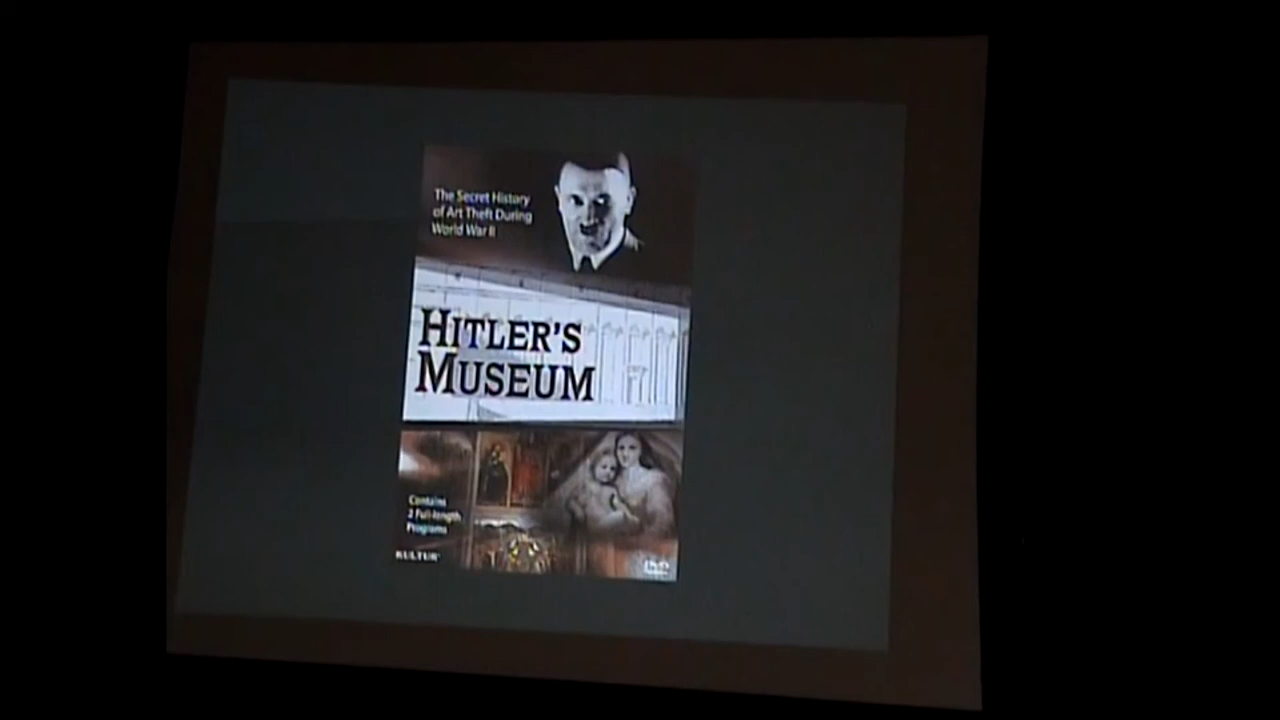 The Secret History
of Art Theft During
World War II
HITLER'S
MUSEUM
Contains
2 Full-length
Programs
KULTUR
DVD